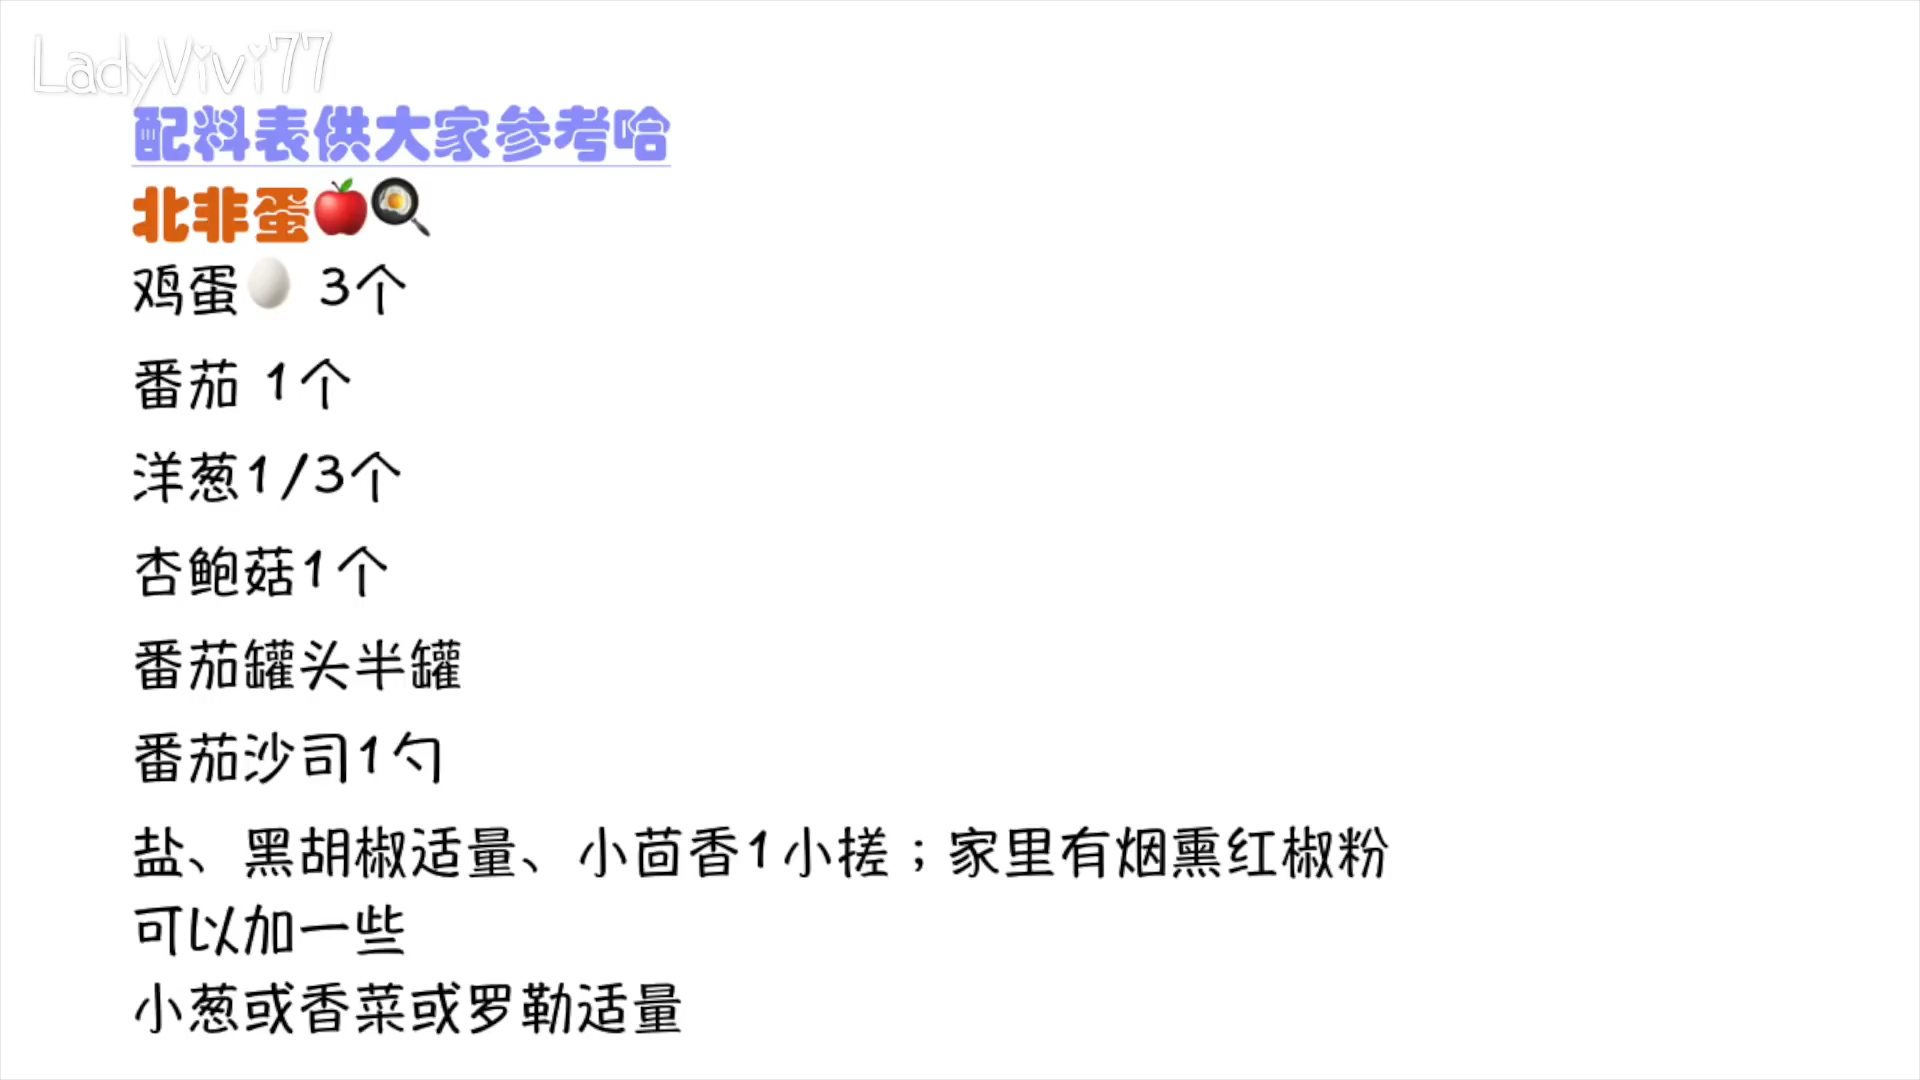 LadyVivi77
配料表供大家参考哈
北非蛋🍎🍳
鸡蛋🥚 3个
番茄 1个
洋葱1/3个
杏鲍菇1个
番茄罐头半罐
番茄沙司1勺
盐、黑胡椒适量、小茴香1小搓；家里有烟熏红椒粉
可以加一些
小葱或香菜或罗勒适量